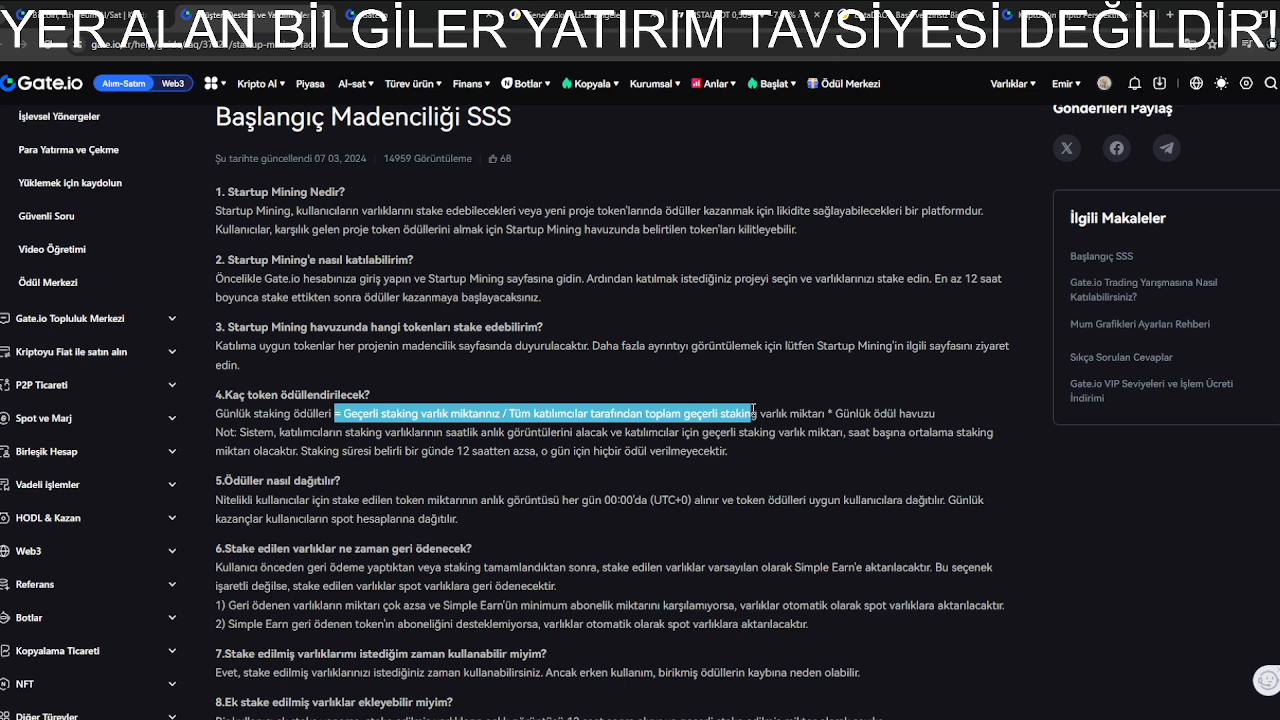 YER ALAN BİLGİLER YATIRIM TAVSİYESİ DEĞİLDİR!
Gate.io
Alım-Satım
Web3
Kripto Al
Piyasa
Al-sat
Türev ürün
Finans
Botlar
Kopyala
Kurumsal
Anlar
Başlat
Ödül Merkezi
Varlıklar
Emir
İşlevsel Yönergeler
Para Yatırma ve Çekme
Yüklemek için kaydolun
Güvenli Soru
Video Öğretimi
Ödül Merkezi
Gate.io Topluluk Merkezi
Kriptoyu Fiat ile satın alın
P2P Ticareti
Spot ve Marj
Birleşik Hesap
Vadeli işlemler
HODL & Kazan
Web3
Referans
Botlar
Kopyalama Ticareti
NFT
Diğer Türevler
Başlangıç Madenciliği SSS
Şu tarihte güncellendi 07 03, 2024
14959 Görüntüleme
68
1. Startup Mining Nedir?
Startup Mining, kullanıcıların varlıklarını stake edebilecekleri veya yeni proje token'larında ödüller kazanmak için likidite sağlayabilecekleri bir platformdur.
Kullanıcılar, karşılık gelen proje token ödüllerini almak için Startup Mining havuzunda belirtilen token'ları kilitleyebilir.
2. Startup Mining'e nasıl katılabilirim?
Öncelikle Gate.io hesabınıza giriş yapın ve Startup Mining sayfasına gidin. Ardından katılmak istediğiniz projeyi seçin ve varlıklarınızı stake edin. En az 12 saat
boyunca stake ettikten sonra ödüller kazanmaya başlayacaksınız.
3. Startup Mining havuzunda hangi tokenları stake edebilirim?
Katılıma uygun tokenlar her projenin madencilik sayfasında duyurulacaktır. Daha fazla ayrıntıyı görüntülemek için lütfen Startup Mining'in ilgili sayfasını ziyaret
edin.
4.Kaç token ödüllendirilecek?
Günlük staking ödülleri = Geçerli staking varlık miktarınız / Tüm katılımcılar tarafından toplam geçerli staking varlık miktarı * Günlük ödül havuzu
Not: Sistem, katılımcıların staking varlıklarının saatlik anlık görüntülerini alacak ve katılımcılar için geçerli staking varlık miktarı, saat başına ortalama staking
miktarı olacaktır. Staking süresi belirli bir günde 12 saatten azsa, o gün için hiçbir ödül verilmeyecektir.
5.Ödüller nasıl dağıtılır?
Nitelikli kullanıcılar için stake edilen token miktarının anlık görüntüsü her gün 00:00'da (UTC+0) alınır ve token ödülleri uygun kullanıcılara dağıtılır. Günlük
kazançlar kullanıcıların spot hesaplarına dağıtılır.
6.Stake edilen varlıklar ne zaman geri ödenecek?
Kullanıcı önceden geri ödeme yaptıktan veya staking tamamlandıktan sonra, stake edilen varlıklar varsayılan olarak Simple Earn'e aktarılacaktır. Bu seçenek
işaretli değilse, stake edilen varlıklar spot varlıklara geri ödenecektir.
1) Geri ödenen varlıkların miktarı çok azsa ve Simple Earn'ün minimum abonelik miktarını karşılamıyorsa, varlıklar otomatik olarak spot varlıklara aktarılacaktır.
2) Simple Earn geri ödenen token'ın aboneliğini desteklemiyorsa, varlıklar otomatik olarak spot varlıklara aktarılacaktır.
7.Stake edilmiş varlıklarımı istediğim zaman kullanabilir miyim?
Evet, stake edilmiş varlıklarınızı istediğiniz zaman kullanabilirsiniz. Ancak erken kullanım, birikmiş ödüllerin kaybına neden olabilir.
8.Ek stake edilmiş varlıklar ekleyebilir miyim?
Gönderileri Paylaş
İlgili Makaleler
Başlangıç SSS
Gate.io Trading Yarışmasına Nasıl
Katılabilirsiniz?
Mum Grafikleri Ayarları Rehberi
Sıkça Sorulan Cevaplar
Gate.io VIP Seviyeleri ve İşlem Ücreti
İndirimi